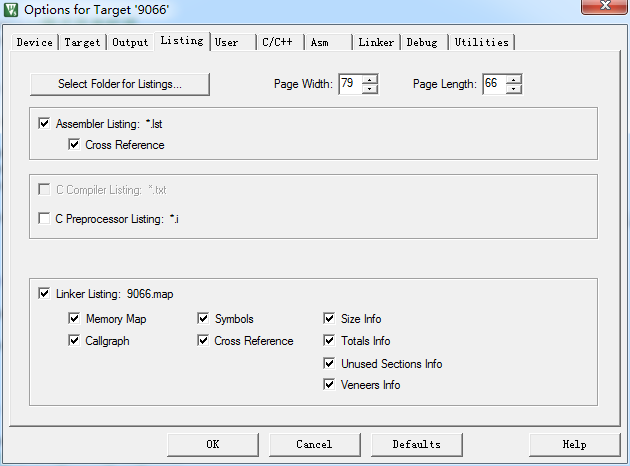 Options for Target '9066'
Device Target Output Listing User C/C++ Asm Linker Debug Utilities
Select Folder for Listings... Page Width: 79 Page Length: 66
Assembler Listing: *.lst
Cross Reference
C Compiler Listing: *.txt
C Preprocessor Listing: *.i
Linker Listing: 9066.map
Memory Map Symbols Size Info
Callgraph Cross Reference Totals Info
Unused Sections Info
Veneers Info
OK Cancel Defaults Help